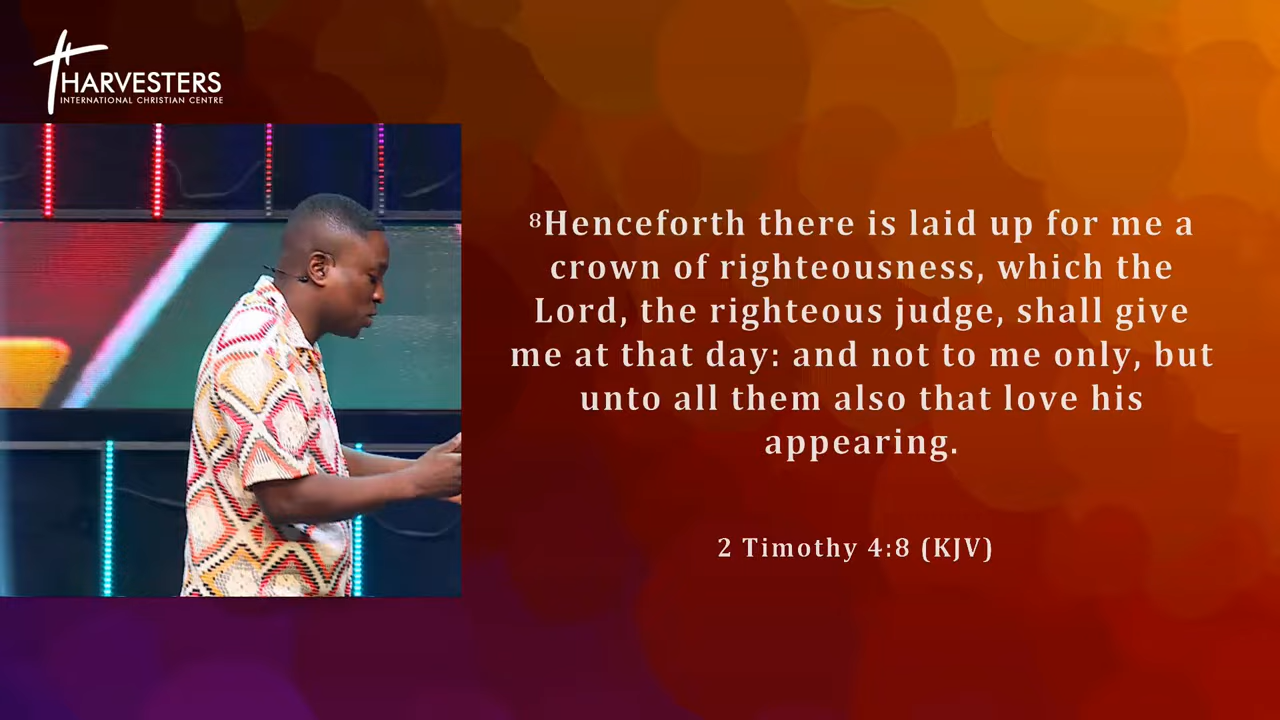 HARVESTERS
INTERNATIONAL CHRISTIAN CENTRE
⁸Henceforth there is laid up for me a
crown of righteousness, which the
Lord, the righteous judge, shall give
me at that day: and not to me only, but
unto all them also that love his
appearing.
2 Timothy 4:8 (KJV)